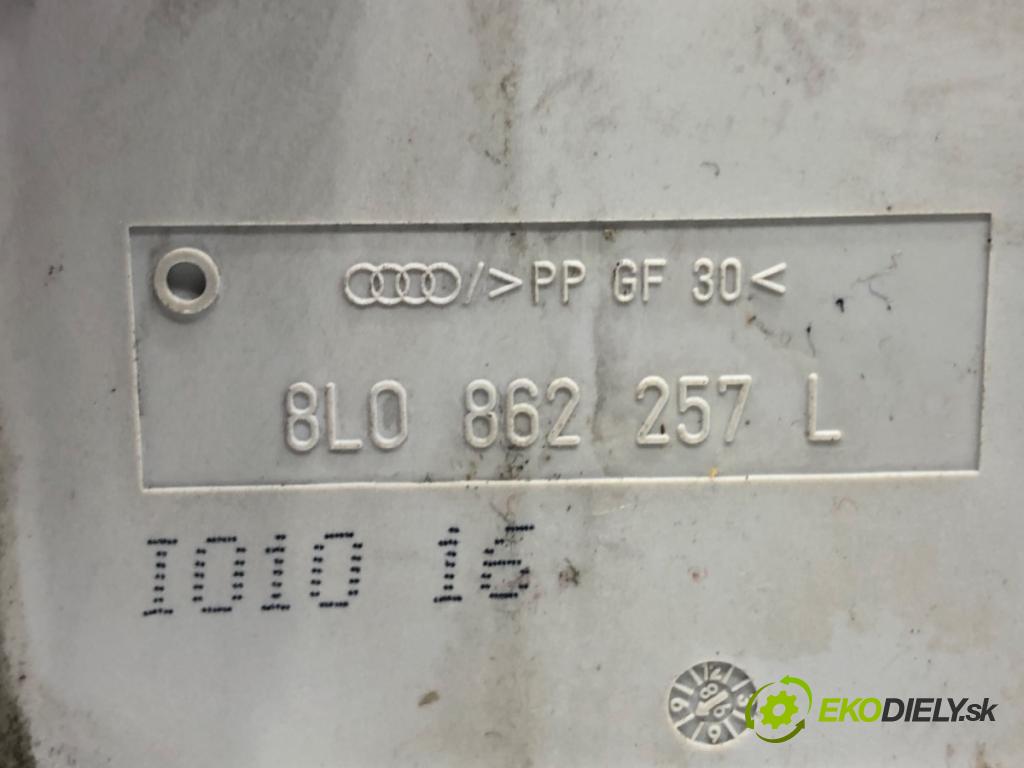 />PP GF 30<
8L0 862 257 L
I010 16
EKODIELY.sk